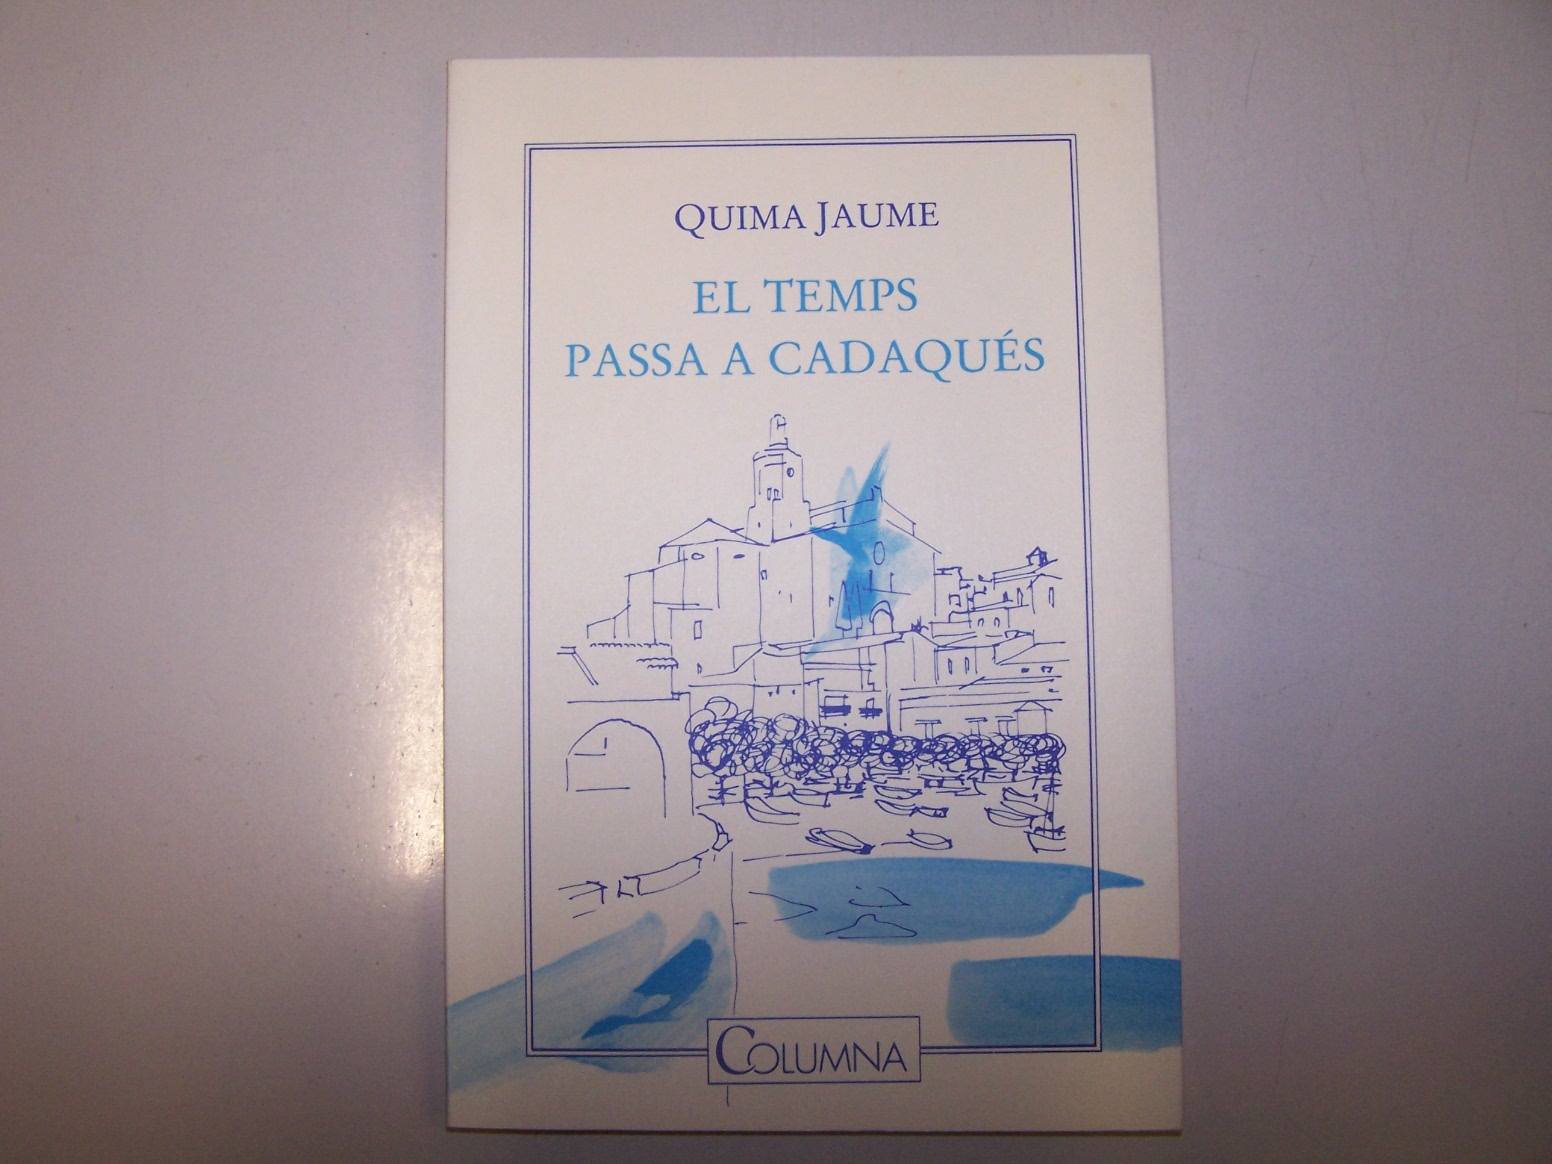 QUIMA JAUME
EL TEMPS
PASSA A CADAQUÉS
COLUMNA